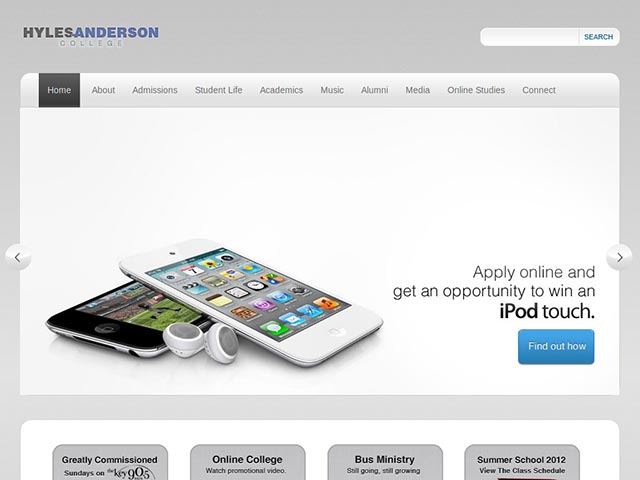 HYLESANDERSON
COLLEGE
SEARCH
Home About Admissions Student Life Academics Music Alumni Media Online Studies Connect
Apply online and
get an opportunity to win an
iPod touch.
Find out how
Greatly Commissioned
Sundays on the key 90.5
Online College
Watch promotional video.
Bus Ministry
Still going, still growing
Summer School 2012
View The Class Schedule